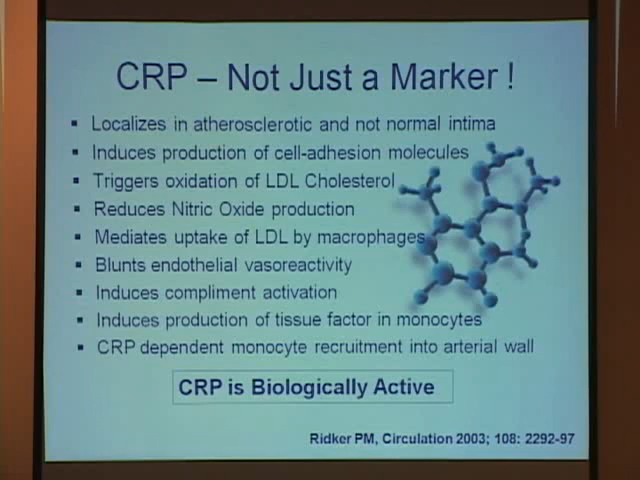 CRP – Not Just a Marker !
▪ Localizes in atherosclerotic and not normal intima
▪ Induces production of cell-adhesion molecules
▪ Triggers oxidation of LDL Cholesterol
▪ Reduces Nitric Oxide production
▪ Mediates uptake of LDL by macrophages
▪ Blunts endothelial vasoreactivity
▪ Induces compliment activation
▪ Induces production of tissue factor in monocytes
▪ CRP dependent monocyte recruitment into arterial wall
CRP is Biologically Active
Ridker PM, Circulation 2003; 108: 2292-97